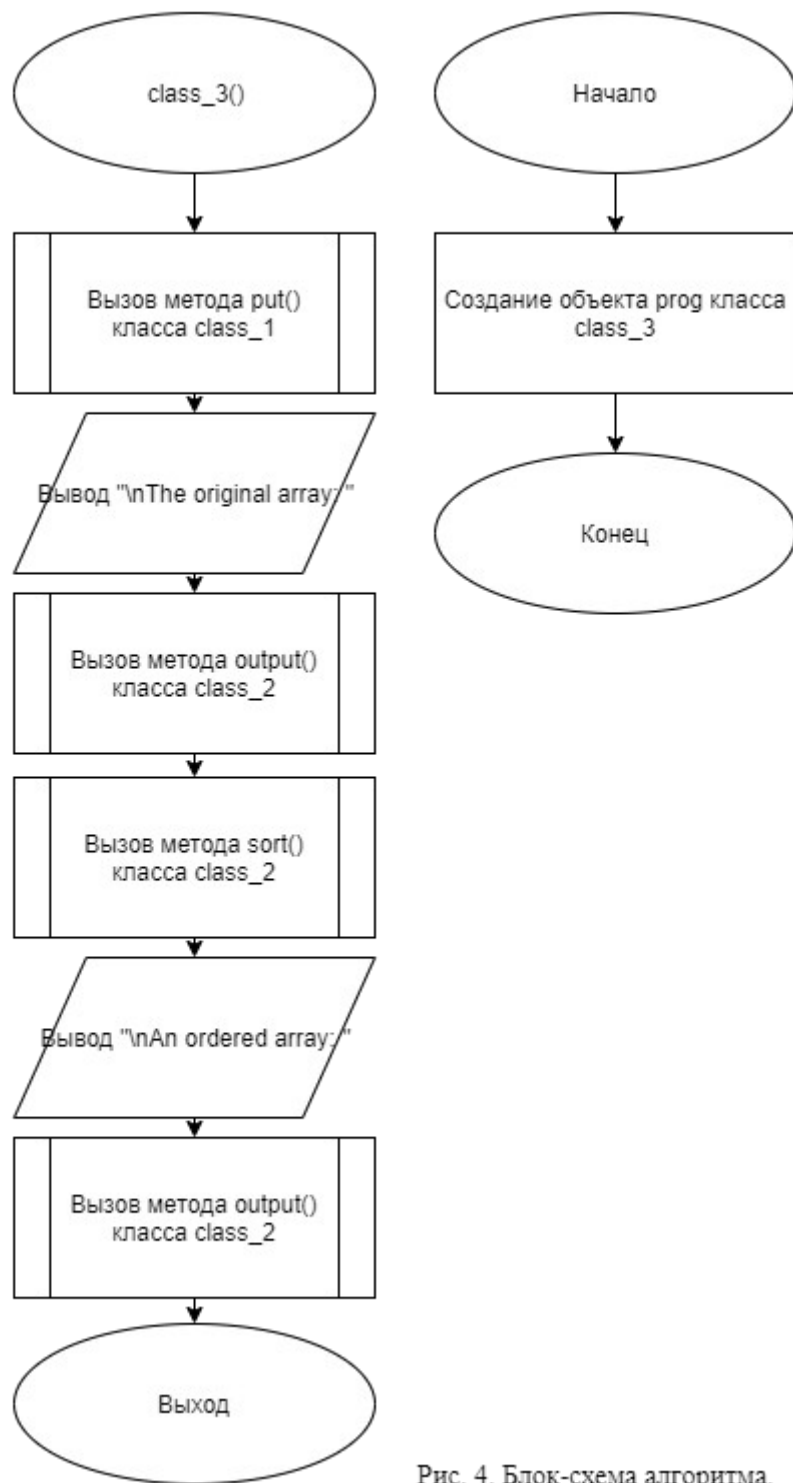 class_3()
Вызов метода put()
класса class_1
Вывод "\nThe original array: "
Вызов метода output()
класса class_2
Вызов метода sort()
класса class_2
Вывод "\nAn ordered array: "
Вызов метода output()
класса class_2
Выход
Начало
Создание объекта prog класса
class_3
Конец
Рис. 4. Блок-схема алгоритма.